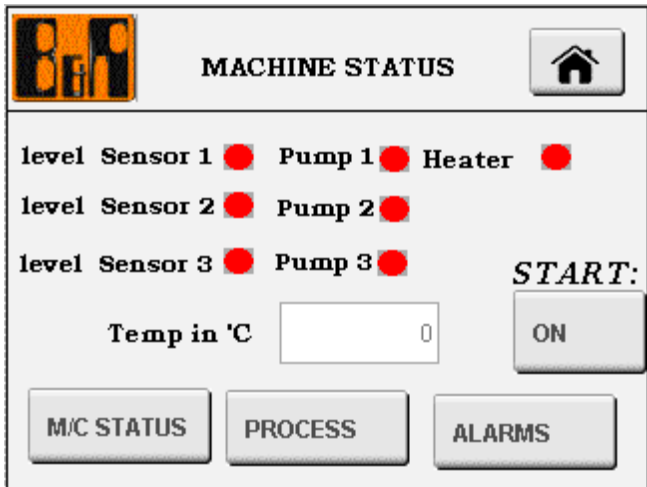 B&R
MACHINE STATUS
level Sensor 1 Pump 1 Heater
level Sensor 2 Pump 2
level Sensor 3 Pump 3
START:
Temp in 'C 0 ON
M/C STATUS PROCESS ALARMS